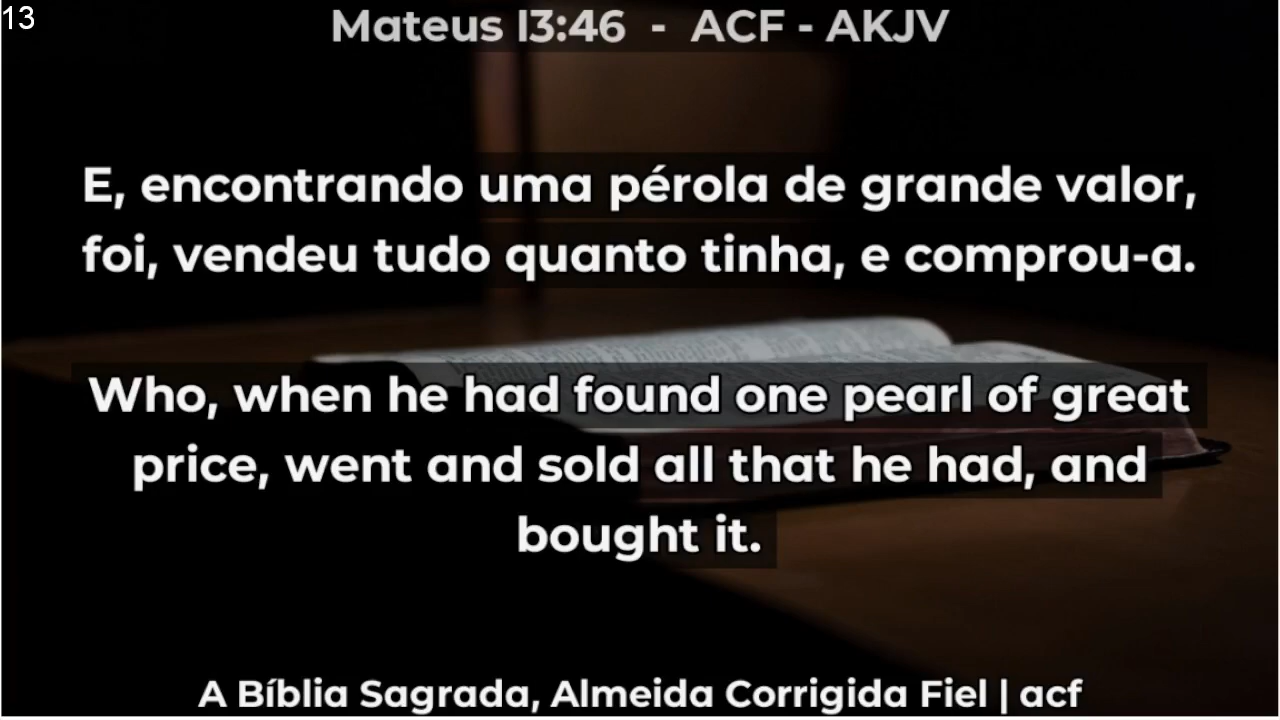 13
Mateus 13:46 - ACF - AKJV
E, encontrando uma pérola de grande valor,
foi, vendeu tudo quanto tinha, e comprou-a.
Who, when he had found one pearl of great
price, went and sold all that he had, and
bought it.
A Bíblia Sagrada, Almeida Corrigida Fiel | acf